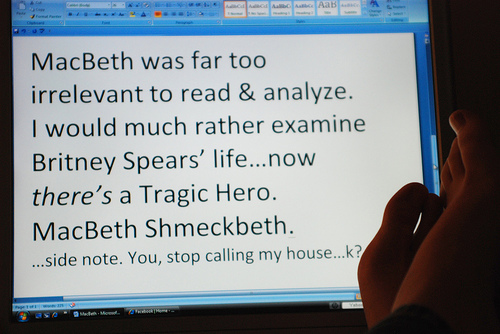 MacBeth was far too
irrelevant to read & analyze.
I would much rather examine
Britney Spears' life...now
there's a Tragic Hero.
MacBeth Shmeckbeth.
...side note. You, stop calling my house...k?
MacBeth - Microsof...
Facebook | Home - ...